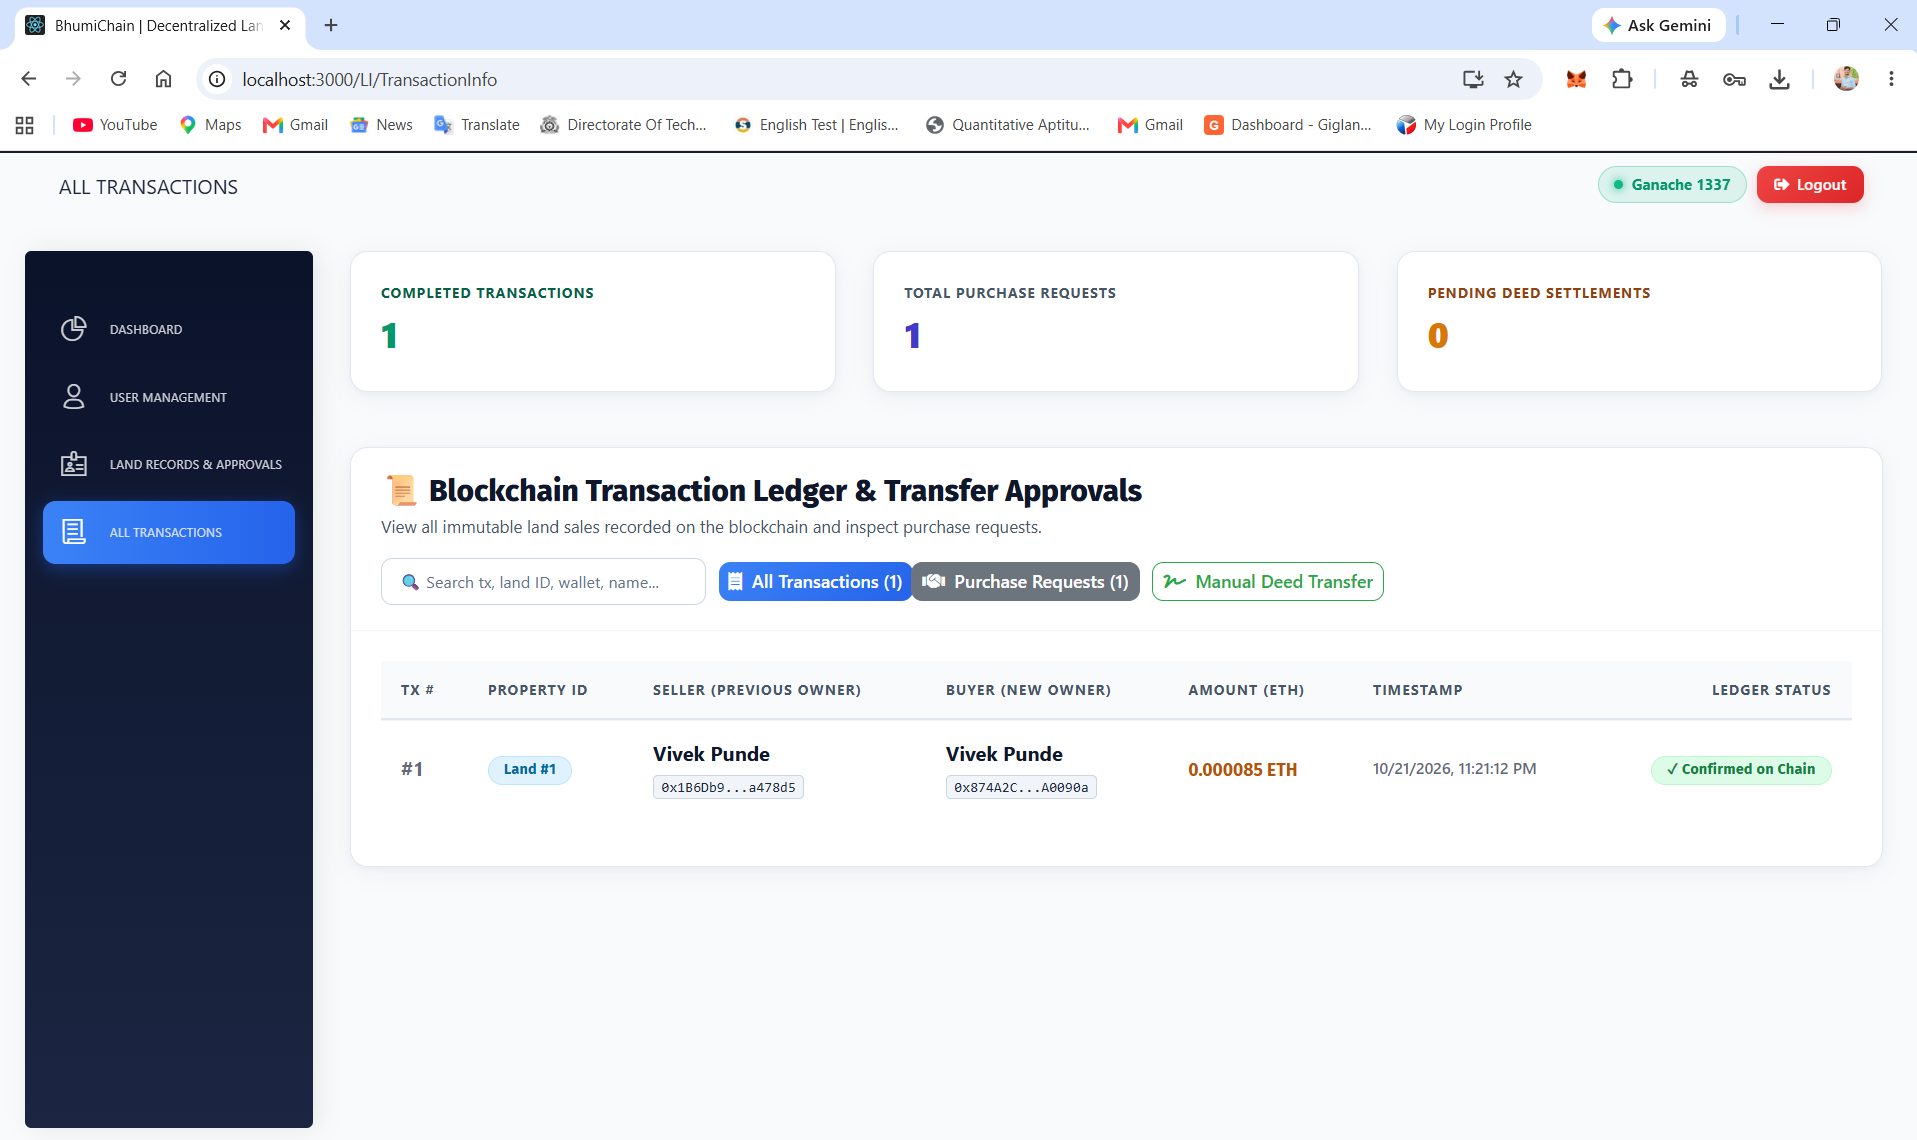 BhumiChain | Decentralized Lan
Ask Gemini
localhost:3000/LI/TransactionInfo
YouTube
Maps
Gmail
News
Translate
Directorate Of Tech...
English Test | Englis...
Quantitative Aptitu...
Gmail
Dashboard - Giglan...
My Login Profile
ALL TRANSACTIONS
Ganache 1337
Logout
DASHBOARD
USER MANAGEMENT
LAND RECORDS & APPROVALS
ALL TRANSACTIONS
COMPLETED TRANSACTIONS
1
TOTAL PURCHASE REQUESTS
1
PENDING DEED SETTLEMENTS
0
Blockchain Transaction Ledger & Transfer Approvals
View all immutable land sales recorded on the blockchain and inspect purchase requests.
Search tx, land ID, wallet, name...
All Transactions (1)
Purchase Requests (1)
Manual Deed Transfer
TX # PROPERTY ID SELLER (PREVIOUS OWNER) BUYER (NEW OWNER) AMOUNT (ETH) TIMESTAMP LEDGER STATUS
Vivek Punde Vivek Punde
#1 Land #1 0.000085 ETH 10/21/2026, 11:21:12 PM ✓ Confirmed on Chain
0x1B6Db9...a478d5 0x874A2C...A0090a